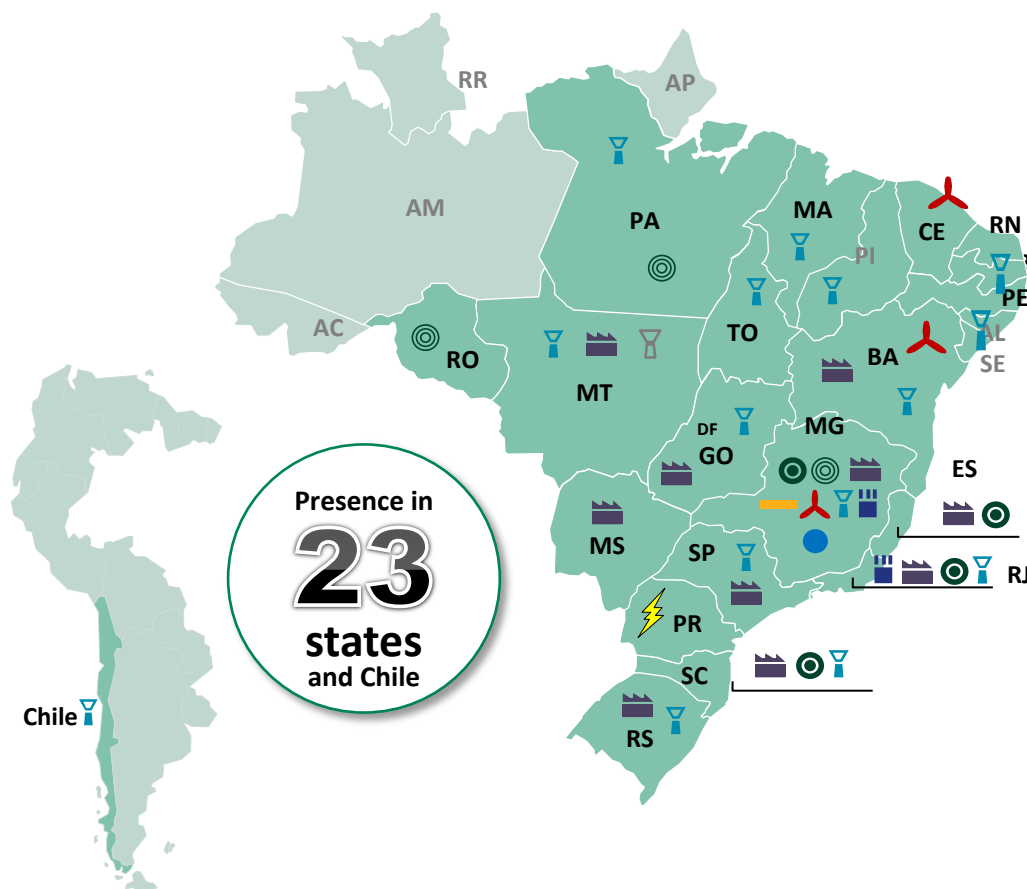 RR
AP
AM
PA
MA
CE
RN
PI
PE
AC
RO
TO
BA
AL
SE
MT
DF
GO
MG
ES
Presence in
23
states
and Chile
MS
SP
RJ
PR
SC
Chile
RS